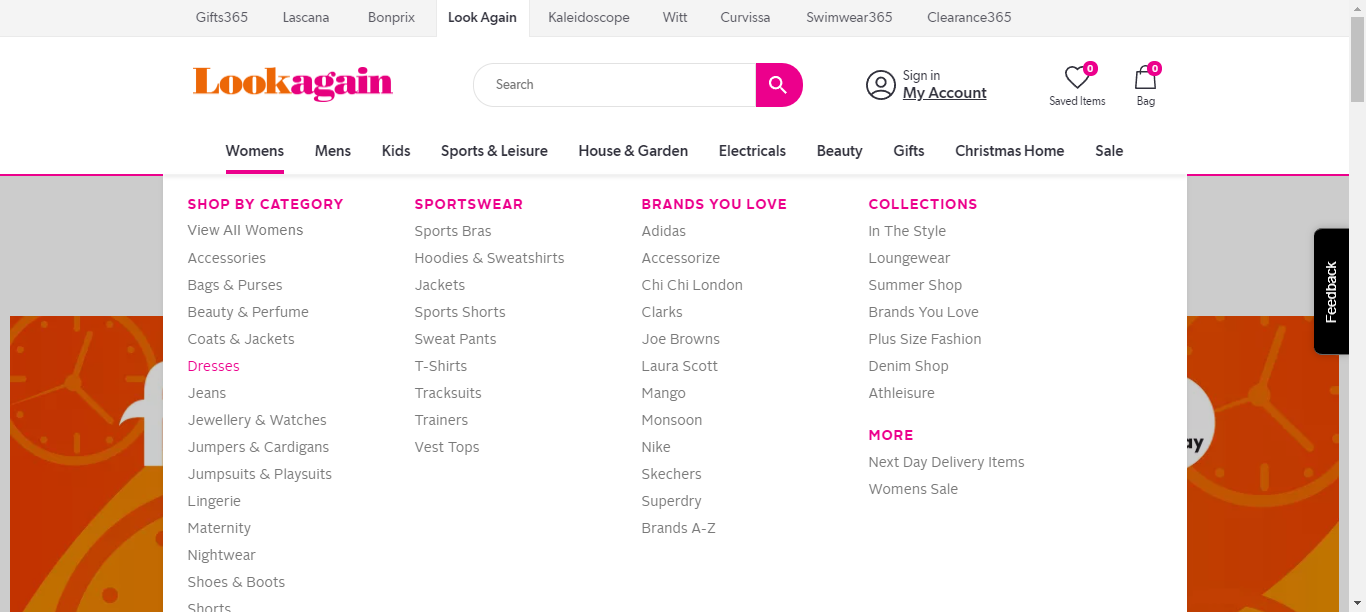 Gifts365 Lascana Bonprix Look Again Kaleidoscope Witt Curvissa Swimwear365 Clearance365
Lookagain
Search
Sign in
My Account
0
Saved Items
0
Bag
Womens Mens Kids Sports & Leisure House & Garden Electricals Beauty Gifts Christmas Home Sale
SHOP BY CATEGORY
View All Womens
Accessories
Bags & Purses
Beauty & Perfume
Coats & Jackets
Dresses
Jeans
Jewellery & Watches
Jumpers & Cardigans
Jumpsuits & Playsuits
Lingerie
Maternity
Nightwear
Shoes & Boots
Shorts
SPORTSWEAR
Sports Bras
Hoodies & Sweatshirts
Jackets
Sports Shorts
Sweat Pants
T-Shirts
Tracksuits
Trainers
Vest Tops
BRANDS YOU LOVE
Adidas
Accessorize
Chi Chi London
Clarks
Joe Browns
Laura Scott
Mango
Monsoon
Nike
Skechers
Superdry
Brands A-Z
COLLECTIONS
In The Style
Loungewear
Summer Shop
Brands You Love
Plus Size Fashion
Denim Shop
Athleisure
MORE
Next Day Delivery Items
Womens Sale
Feedback